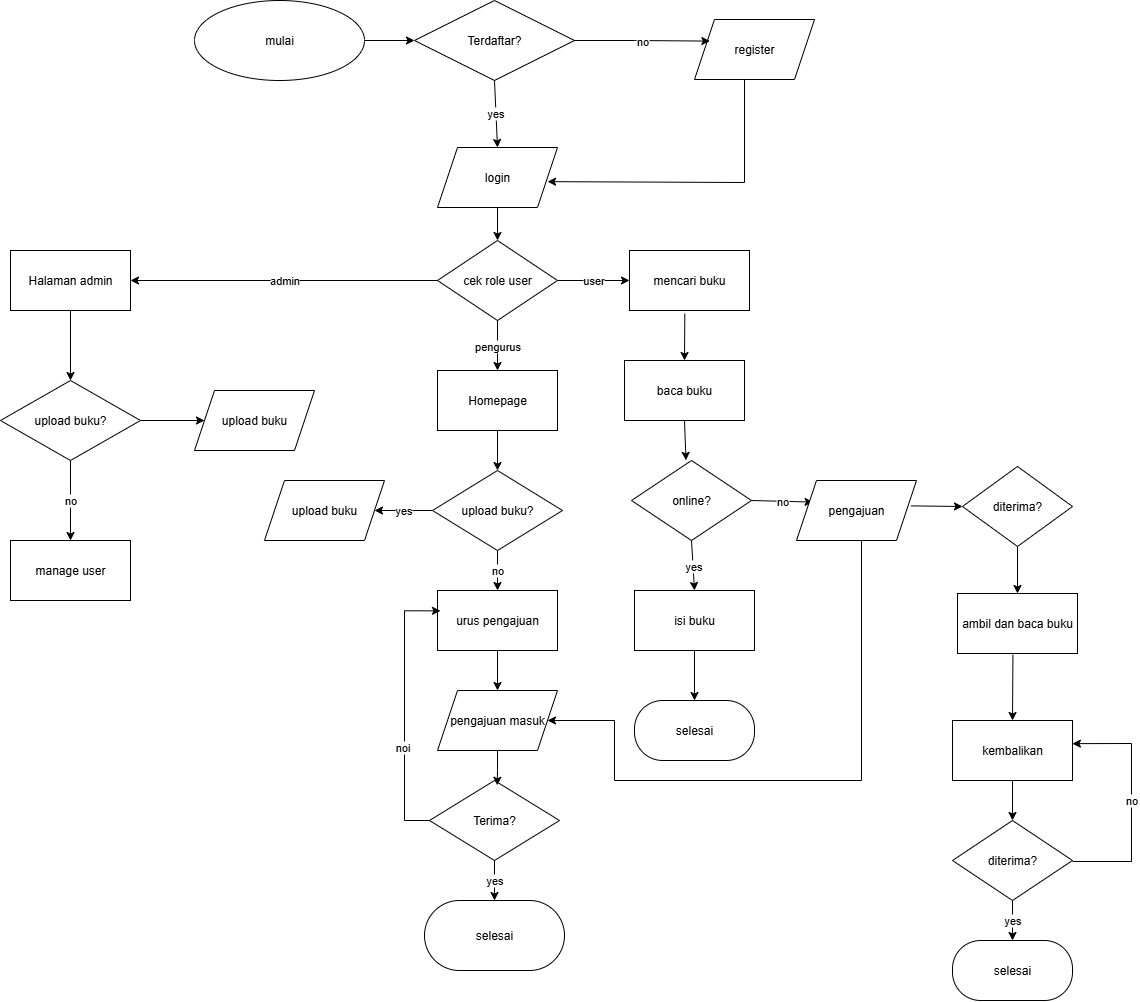 mulai
Terdaftar?
no
register
yes
login
Halaman admin
admin
cek role user
user
mencari buku
pengurus
Homepage
baca buku
upload buku?
upload buku
upload buku
yes
upload buku?
online?
no
pengajuan
diterima?
no
no
yes
manage user
urus pengajuan
isi buku
ambil dan baca buku
pengajuan masuk
selesai
noi
kembalikan
no
Terima?
diterima?
yes
yes
selesai
selesai